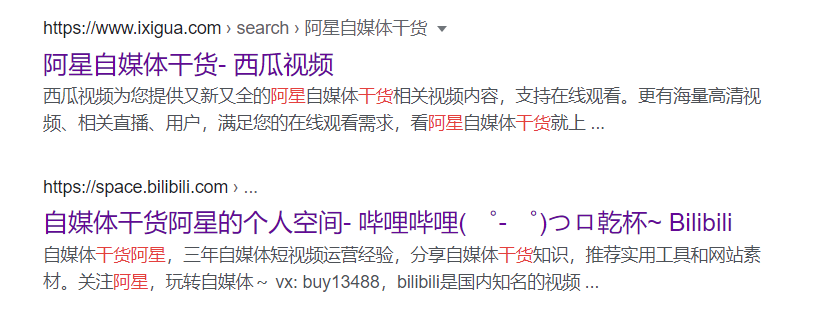 https://www.ixigua.com › search › 阿星自媒体干货
阿星自媒体干货- 西瓜视频
西瓜视频为您提供又新又全的阿星自媒体干货相关视频内容，支持在线观看。更有海量高清视
频、相关直播、用户，满足您的在线观看需求，看阿星自媒体干货就上 ...
https://space.bilibili.com › ...
自媒体干货阿星的个人空间- 哔哩哔哩( ゜- ゜)つロ乾杯~ Bilibili
自媒体干货阿星，三年自媒体短视频运营经验，分享自媒体干货知识，推荐实用工具和网站素
材。关注阿星，玩转自媒体～ vx: buy13488，bilibili是国内知名的视频 ...